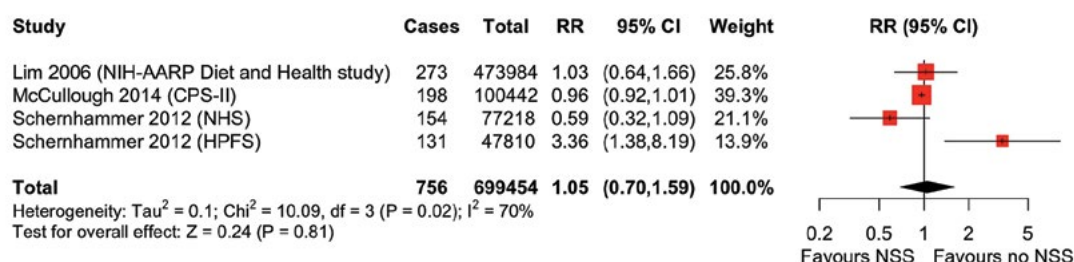 Study Cases Total RR 95% CI Weight RR (95% CI)
Lim 2006 (NIH-AARP Diet and Health study) 273 473984 1.03 (0.64,1.66) 25.8%
McCullough 2014 (CPS-II) 198 100442 0.96 (0.92,1.01) 39.3%
Schernhammer 2012 (NHS) 154 77218 0.59 (0.32,1.09) 21.1%
Schernhammer 2012 (HPFS) 131 47810 3.36 (1.38,8.19) 13.9%
Total 756 699454 1.05 (0.70,1.59) 100.0%
Heterogeneity: Tau² = 0.1; Chi² = 10.09, df = 3 (P = 0.02); I² = 70%
Test for overall effect: Z = 0.24 (P = 0.81)
0.2 0.5 1 2 5
Favours NSS Favours no NSS